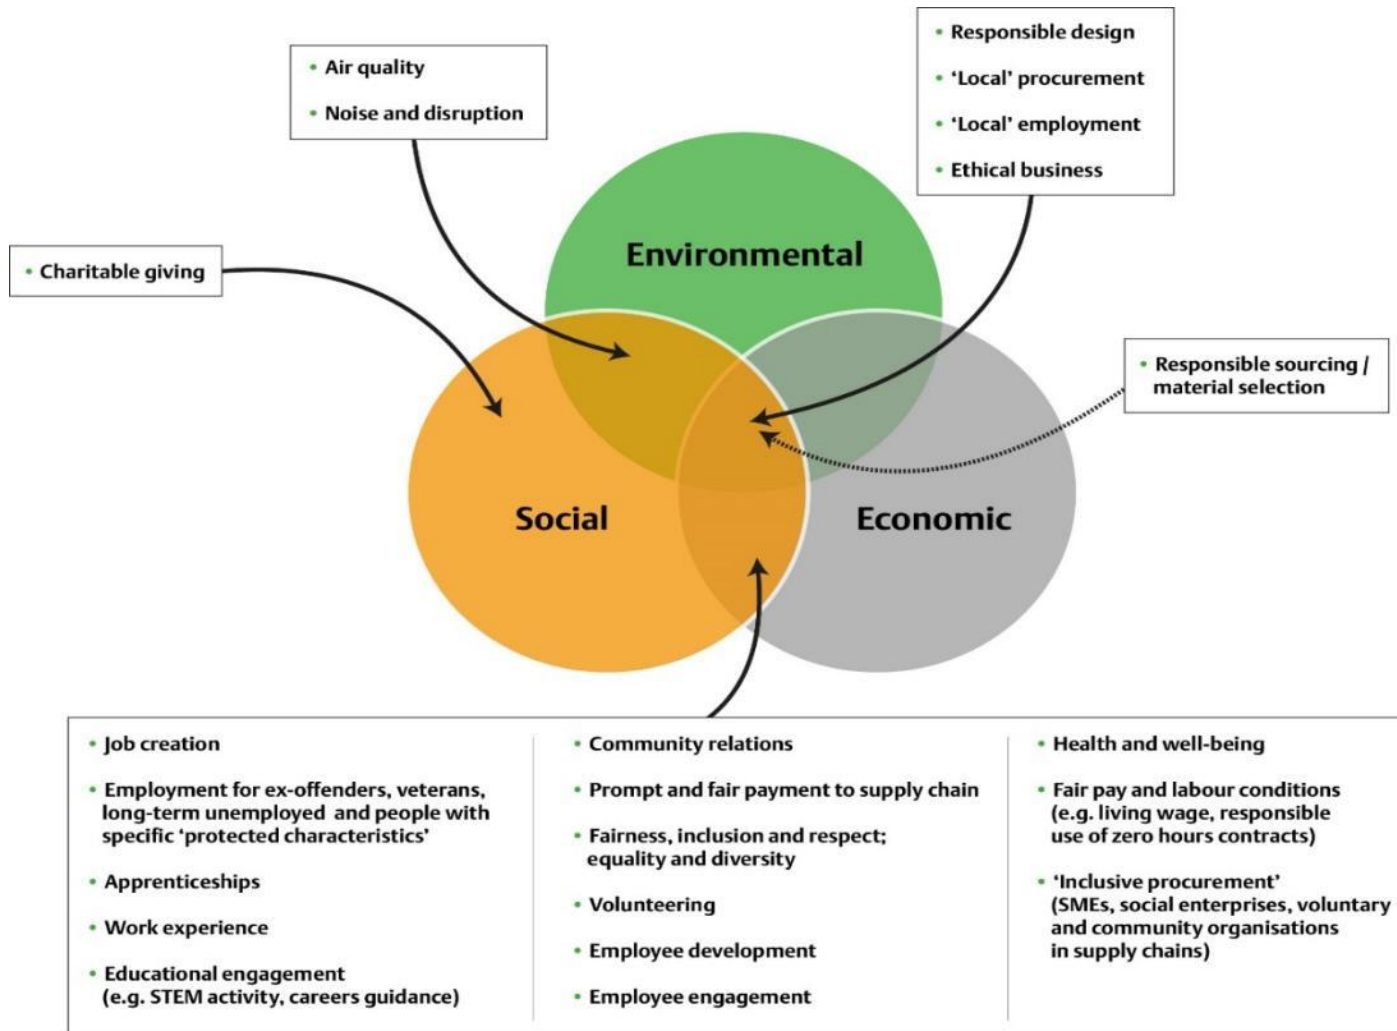 • Air quality
• Noise and disruption
• Responsible design
• ‘Local’ procurement
• ‘Local’ employment
• Ethical business
• Charitable giving
Environmental
• Responsible sourcing /
material selection
Social
Economic
• Job creation
• Employment for ex-offenders, veterans,
long-term unemployed and people with
specific ‘protected characteristics’
• Apprenticeships
• Work experience
• Educational engagement
(e.g. STEM activity, careers guidance)
• Community relations
• Prompt and fair payment to supply chain
• Fairness, inclusion and respect;
equality and diversity
• Volunteering
• Employee development
• Employee engagement
• Health and well-being
• Fair pay and labour conditions
(e.g. living wage, responsible
use of zero hours contracts)
• ‘Inclusive procurement’
(SMEs, social enterprises, voluntary
and community organisations
in supply chains)